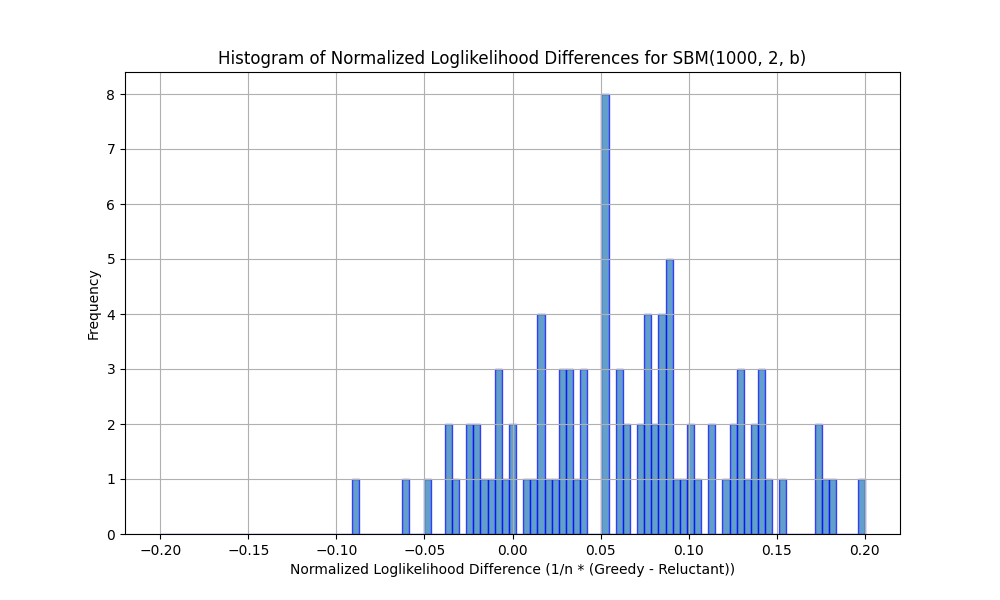 Histogram of Normalized Loglikelihood Differences for SBM(1000, 2, b)
8
7
6
5
4
3
2
1
0
Frequency
−0.20 −0.15 −0.10 −0.05 0.00 0.05 0.10 0.15 0.20
Normalized Loglikelihood Difference (1/n * (Greedy - Reluctant))